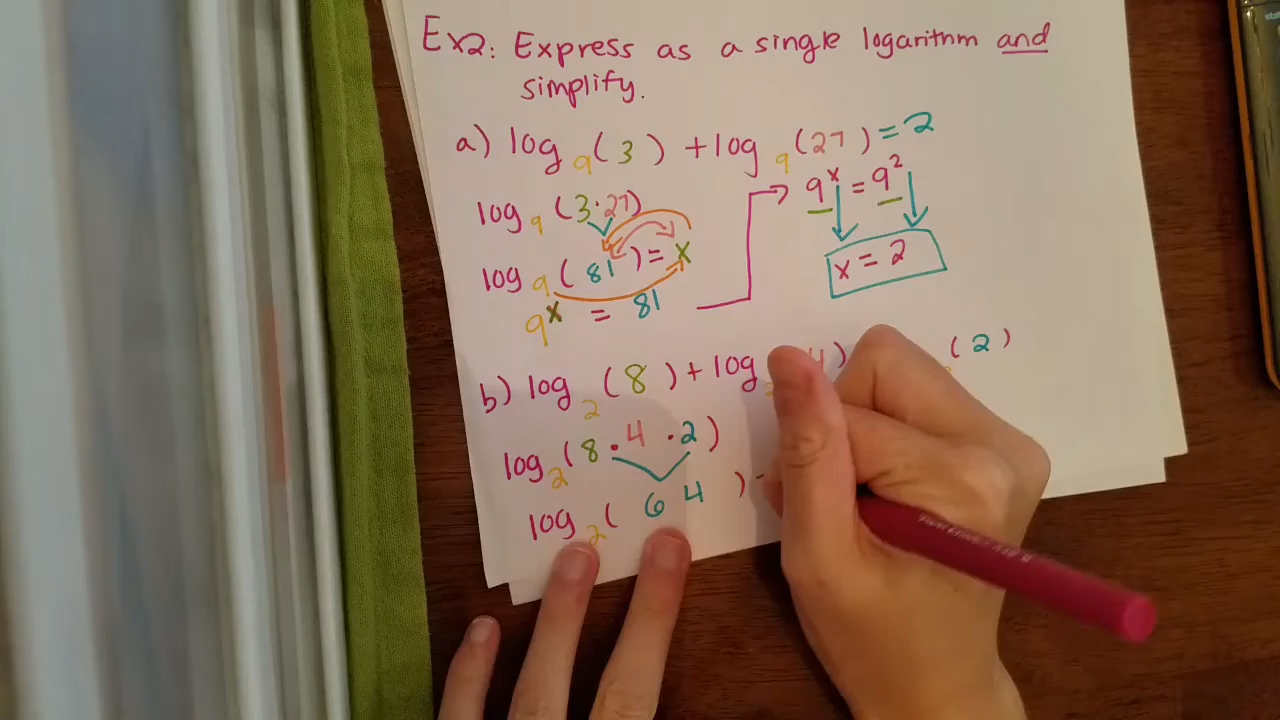 Ex2: Express as a single logarithm and
simplify.
a) log₉(3) + log₉(27) = 2
log₉(3·27)
log₉(81) = x
9ˣ = 81
9ˣ = 9²
x = 2
b) log₂(8) + log₂(4) (2)
log₂(8·4·2)
log₂(64)